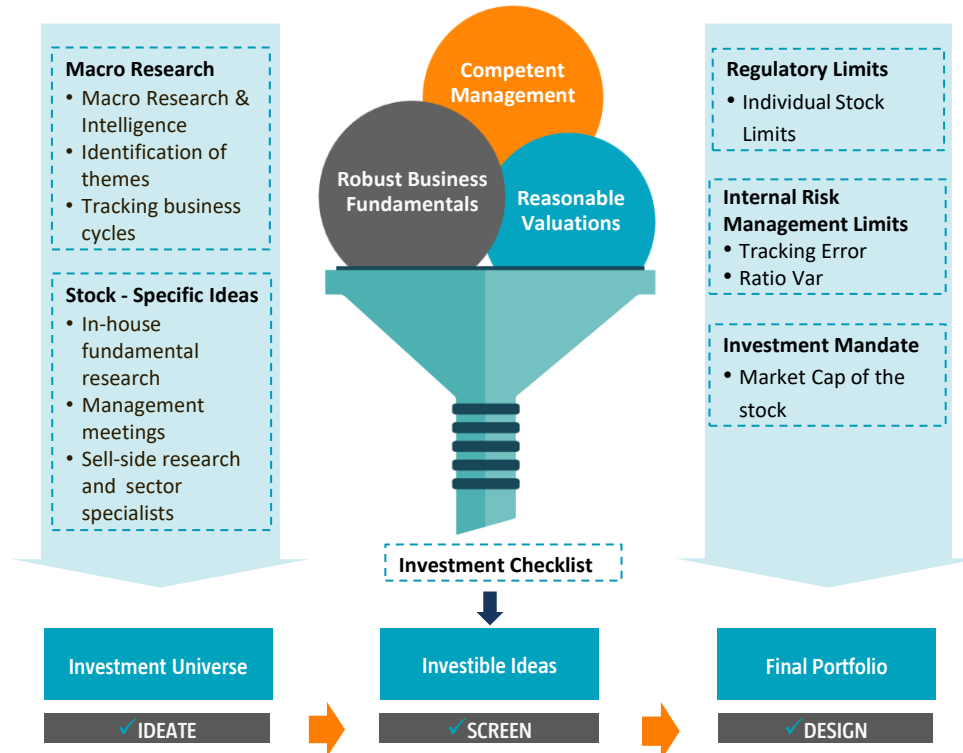 Macro Research
• Macro Research &
Intelligence
• Identification of
themes
• Tracking business
cycles
Stock - Specific Ideas
• In-house
fundamental
research
• Management
meetings
• Sell-side research
and sector
specialists
Competent
Management
Robust Business
Fundamentals
Reasonable
Valuations
Investment Checklist
Regulatory Limits
• Individual Stock
Limits
Internal Risk
Management Limits
• Tracking Error
• Ratio Var
Investment Mandate
• Market Cap of the
stock
Investment Universe
✓IDEATE
Investible Ideas
✓SCREEN
Final Portfolio
✓DESIGN